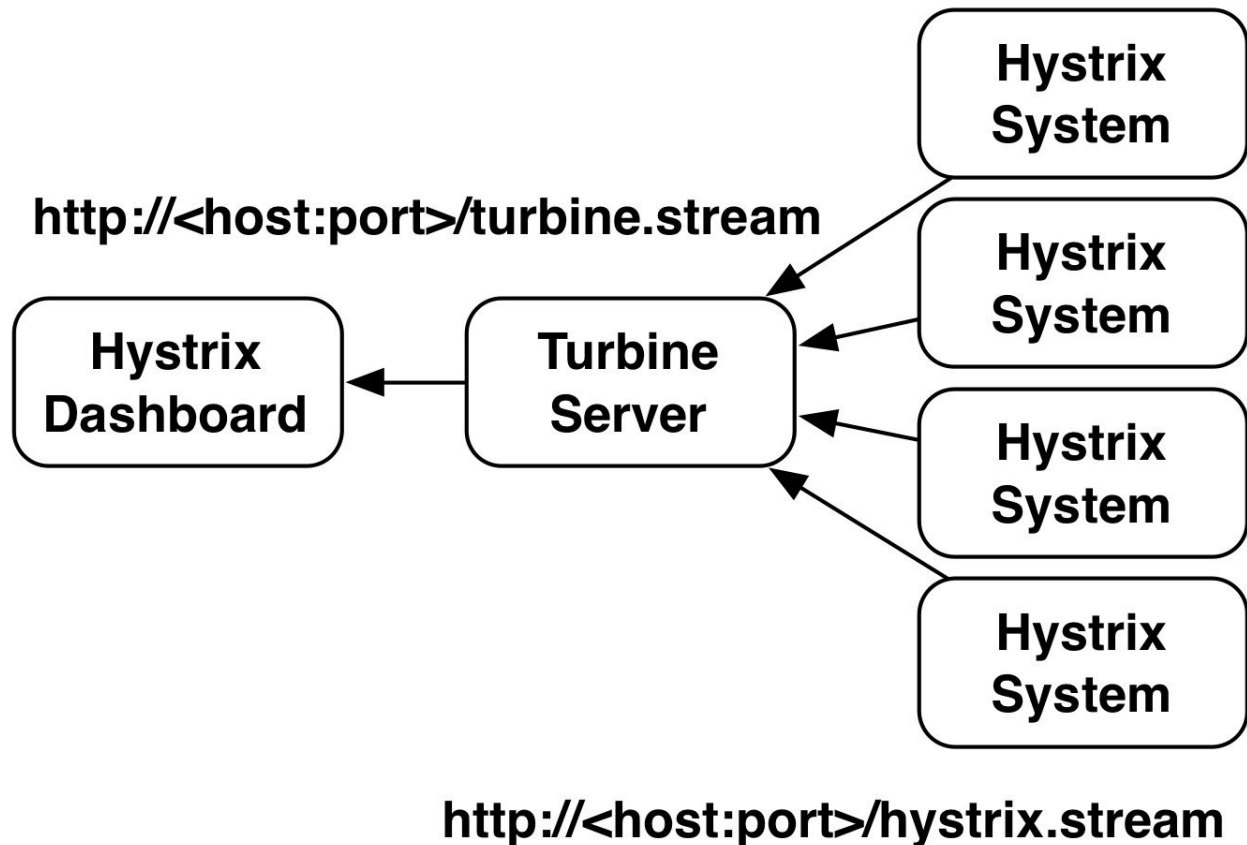 Hystrix
System
http://<host:port>/turbine.stream
Hystrix
System
Hystrix
Dashboard
Turbine
Server
Hystrix
System
Hystrix
System
http://<host:port>/hystrix.stream